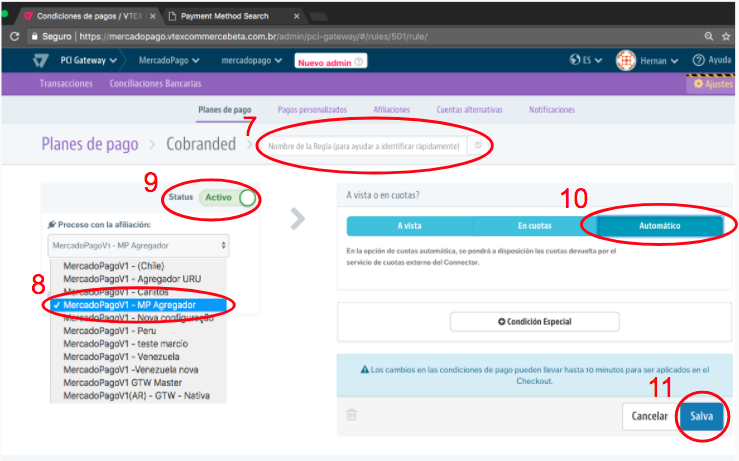 Condiciones de pagos / VTEX ×
Payment Method Search ×
Seguro | https://mercadopago.vtexcommercebeta.com.br/admin/pci-gateway/#/rules/501/rule/
PCI Gateway
MercadoPago
mercadopago
Nuevo admin
ES
Hernan
Ayuda
Transacciones
Conciliaciones Bancarias
Ajustes
Planes de pago
Pagos personalizados
Afiliaciones
Cuentas alternativas
Notificaciones
7
Planes de pago > Cobranded >
Nombre de la Regla (para ayudar a identificar rápidamente)
9
Status Activo
Proceso con la afiliación:
MercadoPagoV1 - MP Agregador
8
MercadoPagoV1 - (Chile)
MercadoPagoV1 - Agregador URU
MercadoPagoV1 - Carlitos
✓ MercadoPagoV1 - MP Agregador
MercadoPagoV1 - Nova configuração
MercadoPagoV1 - Peru
MercadoPagoV1 - teste marcio
MercadoPagoV1 - Venezuela
MercadoPagoV1 -Venezuela nova
MercadoPagoV1 GTW Master
MercadoPagoV1(AR) - GTW - Nativa
A vista o en cuotas?
10
A vista
En cuotas
Automático
En la opción de cuotas automática, se pondrá a disposición las cuotas devuelta por el
servicio de cuotas externo del Connector.
Condición Especial
Los cambios en las condiciones de pago pueden llevar hasta 10 minutos para ser aplicados en el
Checkout.
11
Cancelar
Salva